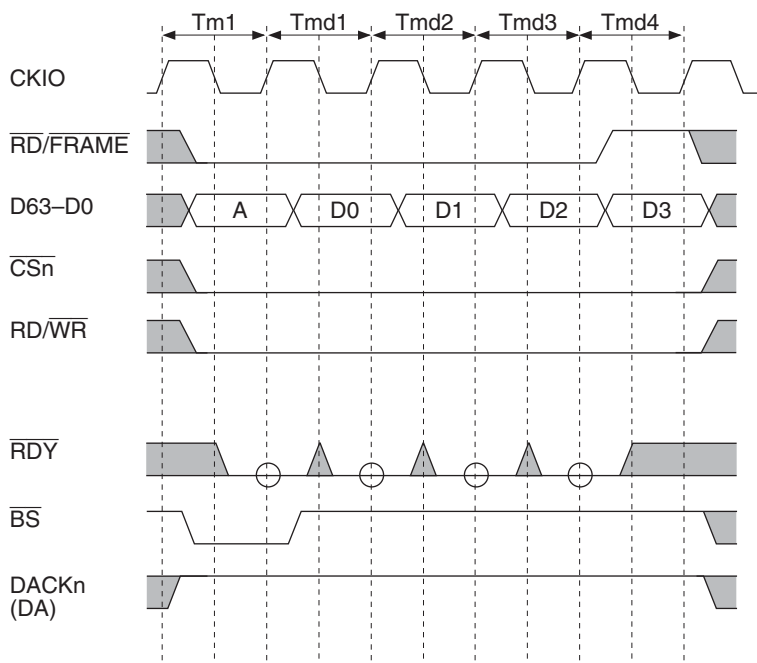 Tm1 Tmd1 Tmd2 Tmd3 Tmd4
CKIO
RD/FRAME
D63–D0 A D0 D1 D2 D3
CSn
RD/WR
RDY
BS
DACKn
(DA)